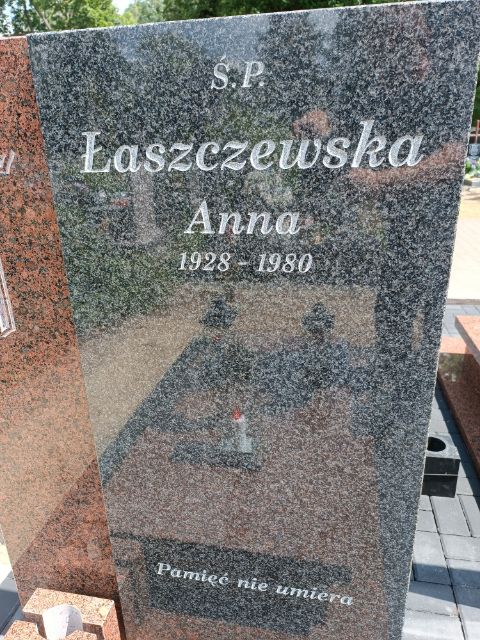 Ś.P.
Łaszczewska
Anna
1928 - 1980
Pamięć nie umiera